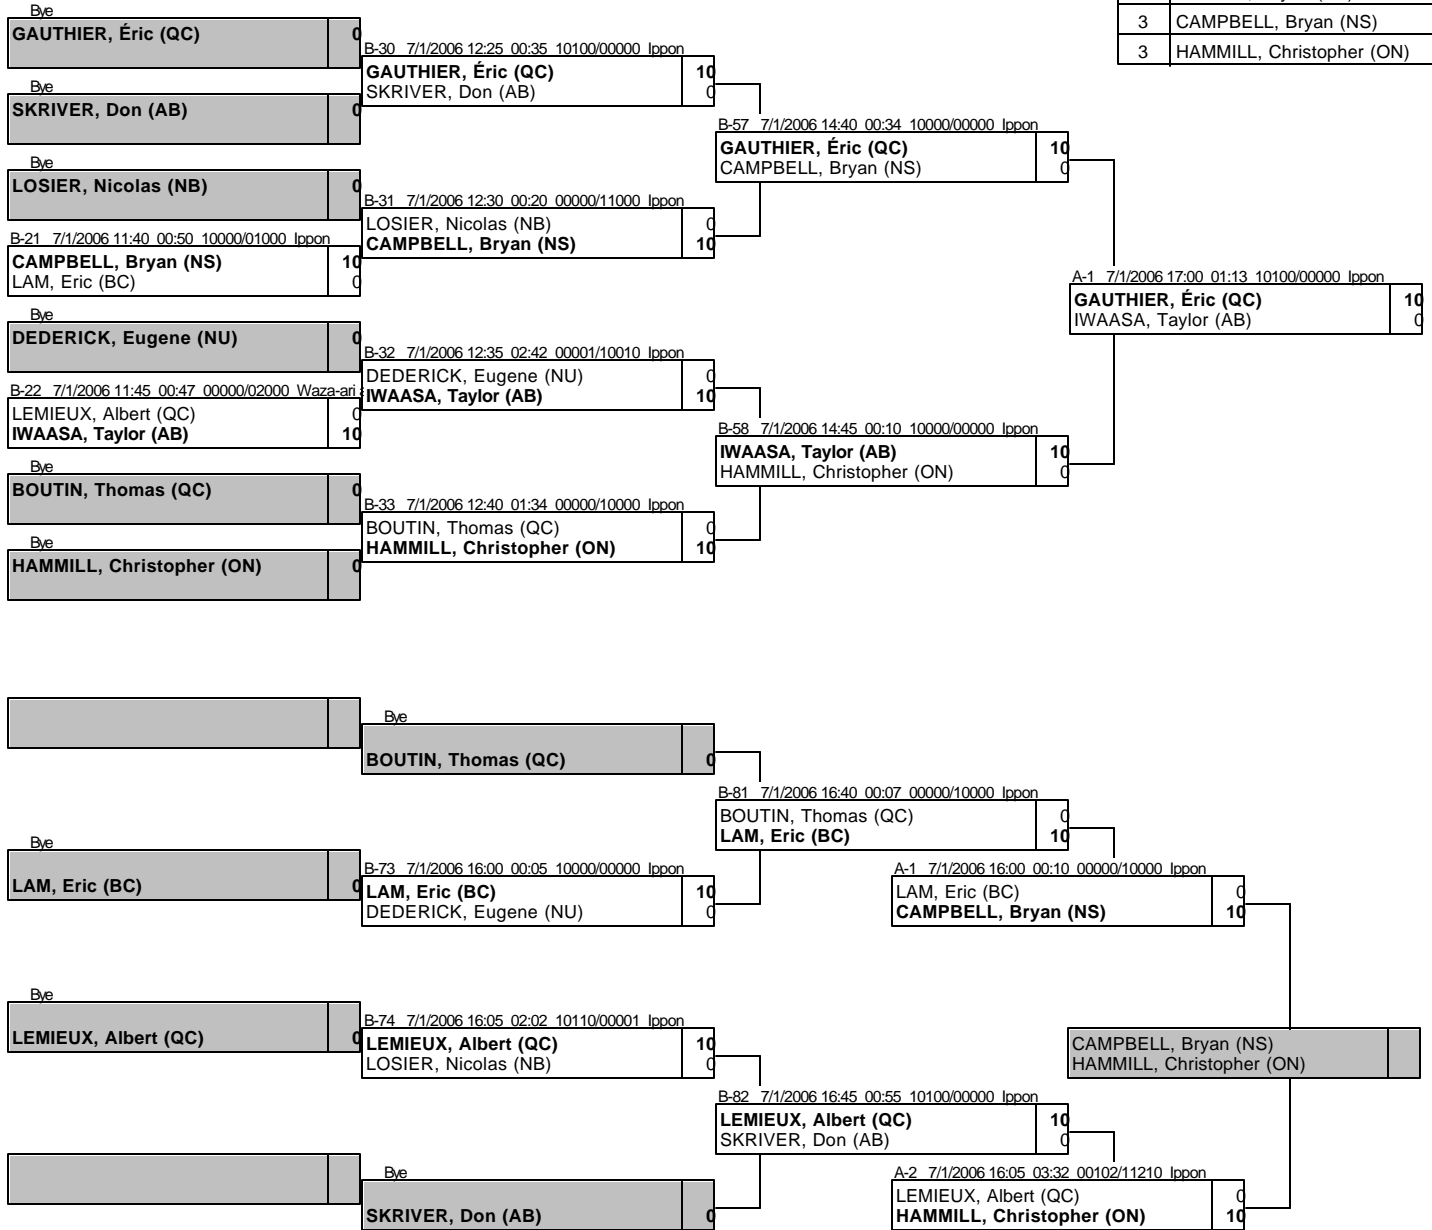 3 CAMPBELL, Bryan (NS)
3 HAMMILL, Christopher (ON)
Bye
GAUTHIER, Éric (QC) 0
Bye
SKRIVER, Don (AB) 0
Bye
LOSIER, Nicolas (NB) 0
B-21 7/1/2006 11:40 00:50 10000/01000 Ippon
CAMPBELL, Bryan (NS) 10
LAM, Eric (BC) 0
Bye
DEDERICK, Eugene (NU) 0
B-22 7/1/2006 11:45 00:47 00000/02000 Waza-ari
LEMIEUX, Albert (QC) 0
IWAASA, Taylor (AB) 10
Bye
BOUTIN, Thomas (QC) 0
Bye
HAMMILL, Christopher (ON) 0
B-30 7/1/2006 12:25 00:35 10100/00000 Ippon
GAUTHIER, Éric (QC) 10
SKRIVER, Don (AB) 0
B-31 7/1/2006 12:30 00:20 00000/11000 Ippon
LOSIER, Nicolas (NB) 0
CAMPBELL, Bryan (NS) 10
B-32 7/1/2006 12:35 02:42 00001/10010 Ippon
DEDERICK, Eugene (NU) 0
IWAASA, Taylor (AB) 10
B-33 7/1/2006 12:40 01:34 00000/10000 Ippon
BOUTIN, Thomas (QC) 0
HAMMILL, Christopher (ON) 10
B-57 7/1/2006 14:40 00:34 10000/00000 Ippon
GAUTHIER, Éric (QC) 10
CAMPBELL, Bryan (NS) 0
B-58 7/1/2006 14:45 00:10 10000/00000 Ippon
IWAASA, Taylor (AB) 10
HAMMILL, Christopher (ON) 0
A-1 7/1/2006 17:00 01:13 10100/00000 Ippon
GAUTHIER, Éric (QC) 10
IWAASA, Taylor (AB) 0
Bye
BOUTIN, Thomas (QC) 0
Bye
LAM, Eric (BC) 0
B-73 7/1/2006 16:00 00:05 10000/00000 Ippon
LAM, Eric (BC) 10
DEDERICK, Eugene (NU) 0
B-81 7/1/2006 16:40 00:07 00000/10000 Ippon
BOUTIN, Thomas (QC) 0
LAM, Eric (BC) 10
A-1 7/1/2006 16:00 00:10 00000/10000 Ippon
LAM, Eric (BC) 0
CAMPBELL, Bryan (NS) 10
Bye
LEMIEUX, Albert (QC) 0
B-74 7/1/2006 16:05 02:02 10110/00001 Ippon
LEMIEUX, Albert (QC) 10
LOSIER, Nicolas (NB) 0
Bye
SKRIVER, Don (AB) 0
B-82 7/1/2006 16:45 00:55 10100/00000 Ippon
LEMIEUX, Albert (QC) 10
SKRIVER, Don (AB) 0
A-2 7/1/2006 16:05 03:32 00102/11210 Ippon
LEMIEUX, Albert (QC) 0
HAMMILL, Christopher (ON) 10
CAMPBELL, Bryan (NS)
HAMMILL, Christopher (ON)